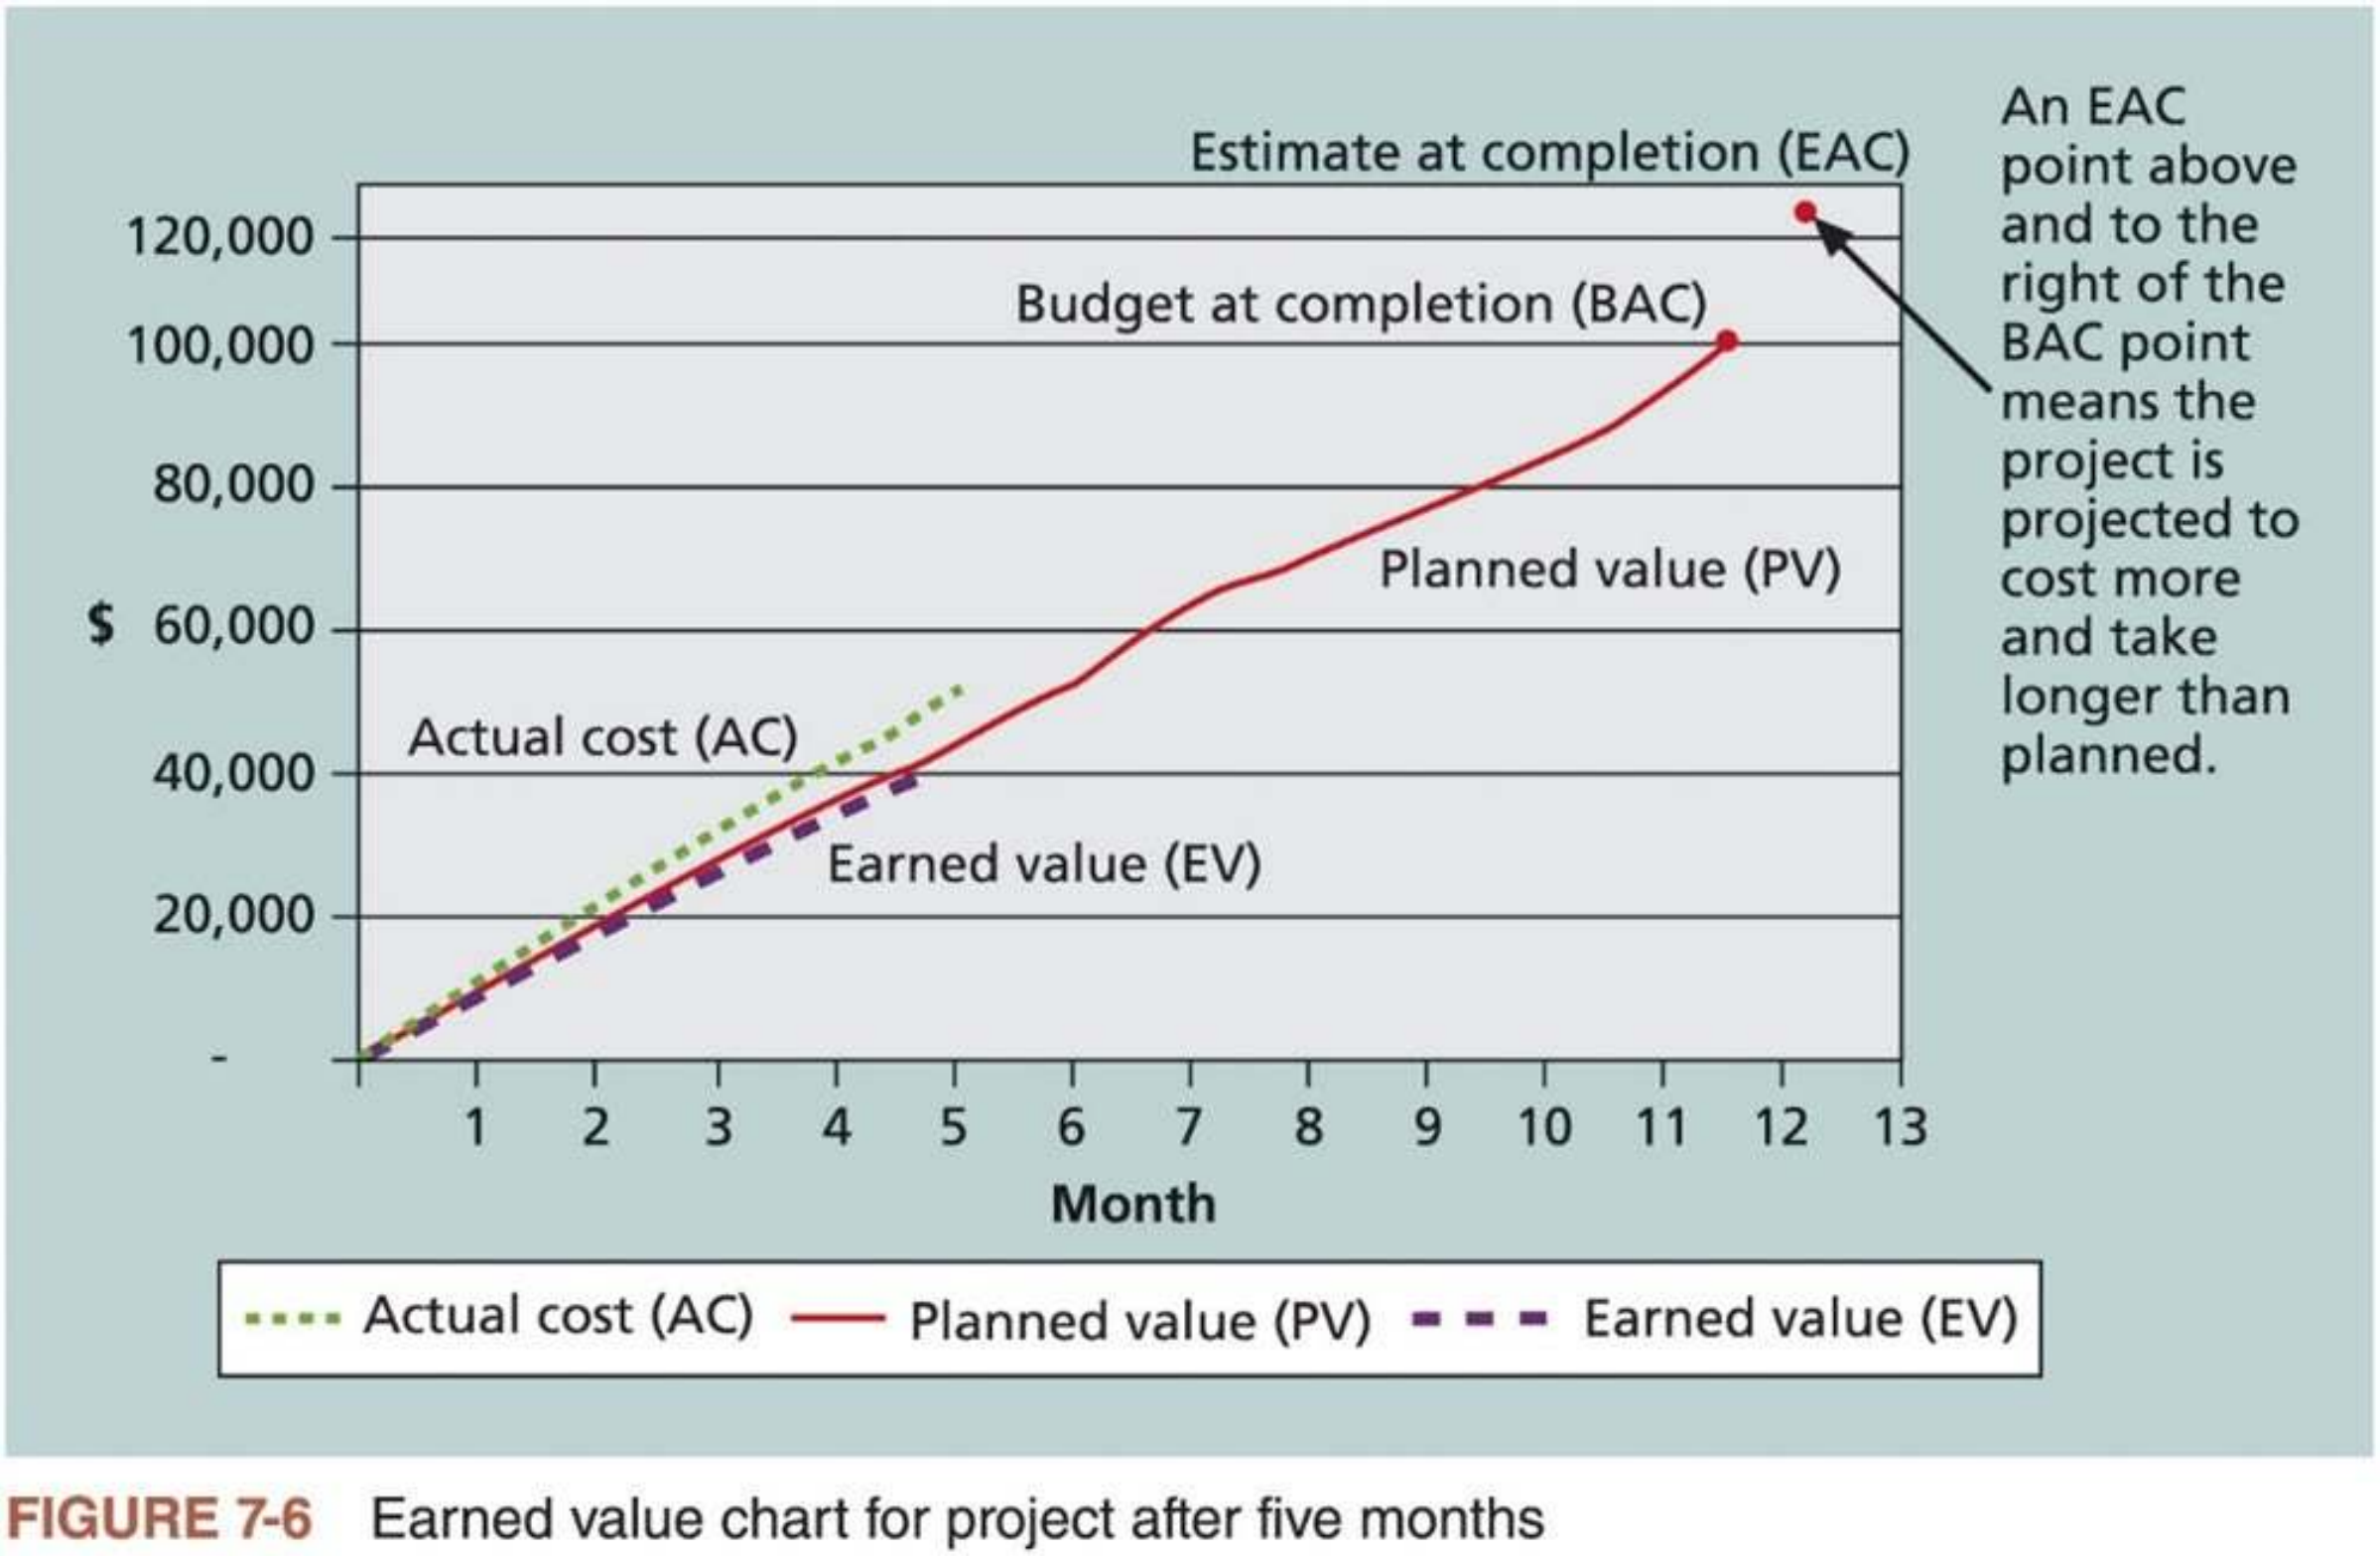 Estimate at completion (EAC)
An EAC
point above
and to the
right of the
BAC point
means the
project is
projected to
cost more
and take
longer than
planned.
120,000
Budget at completion (BAC)
100,000
80,000
Planned value (PV)
$ 60,000
Actual cost (AC)
40,000
Earned value (EV)
20,000
-
1 2 3 4 5 6 7 8 9 10 11 12 13
Month
Actual cost (AC) Planned value (PV) Earned value (EV)
FIGURE 7-6 Earned value chart for project after five months